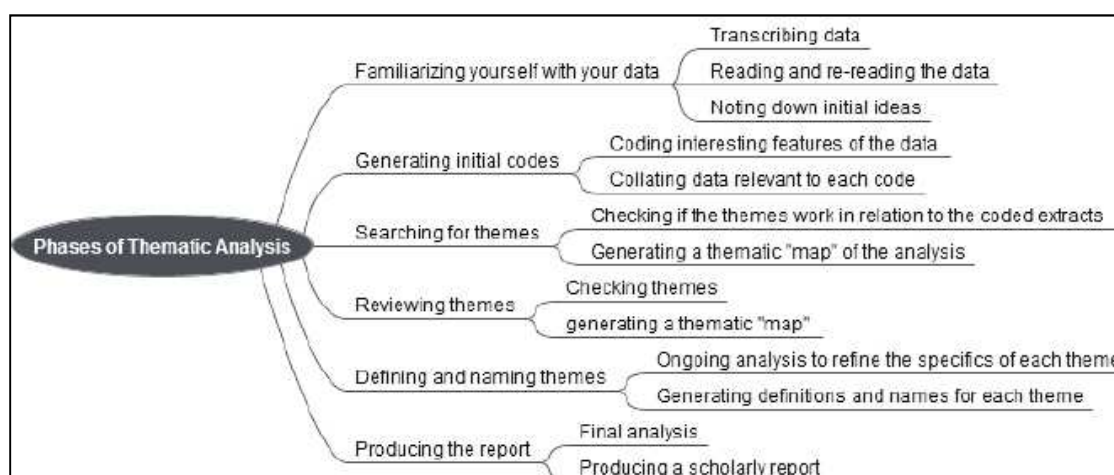 Phases of Thematic Analysis
Familiarizing yourself with your data
Transcribing data
Reading and re-reading the data
Noting down initial ideas
Generating initial codes
Coding interesting features of the data
Collating data relevant to each code
Searching for themes
Checking if the themes work in relation to the coded extracts
Generating a thematic "map" of the analysis
Reviewing themes
Checking themes
generating a thematic "map"
Defining and naming themes
Ongoing analysis to refine the specifics of each theme
Generating definitions and names for each theme
Producing the report
Final analysis
Producing a scholarly report